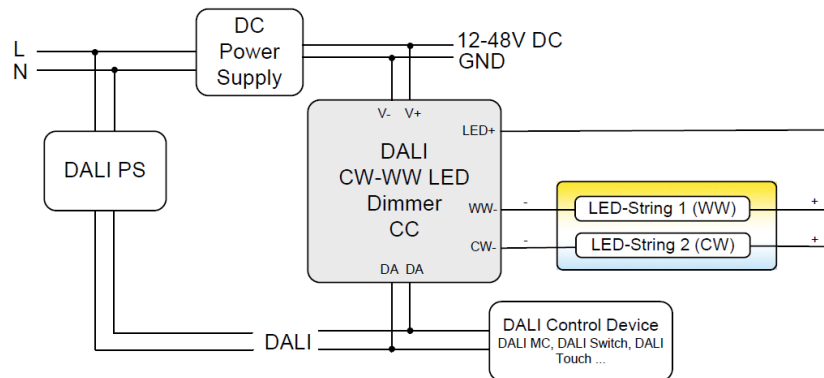 DC
Power
Supply
L
N
12-48V DC
GND
V- V+
LED+
DALI PS
DALI
CW-WW LED
Dimmer
CC
WW-
-
LED-String 1 (WW)
+
CW-
-
LED-String 2 (CW)
+
DA DA
DALI
DALI Control Device
DALI MC, DALI Switch, DALI
Touch ...